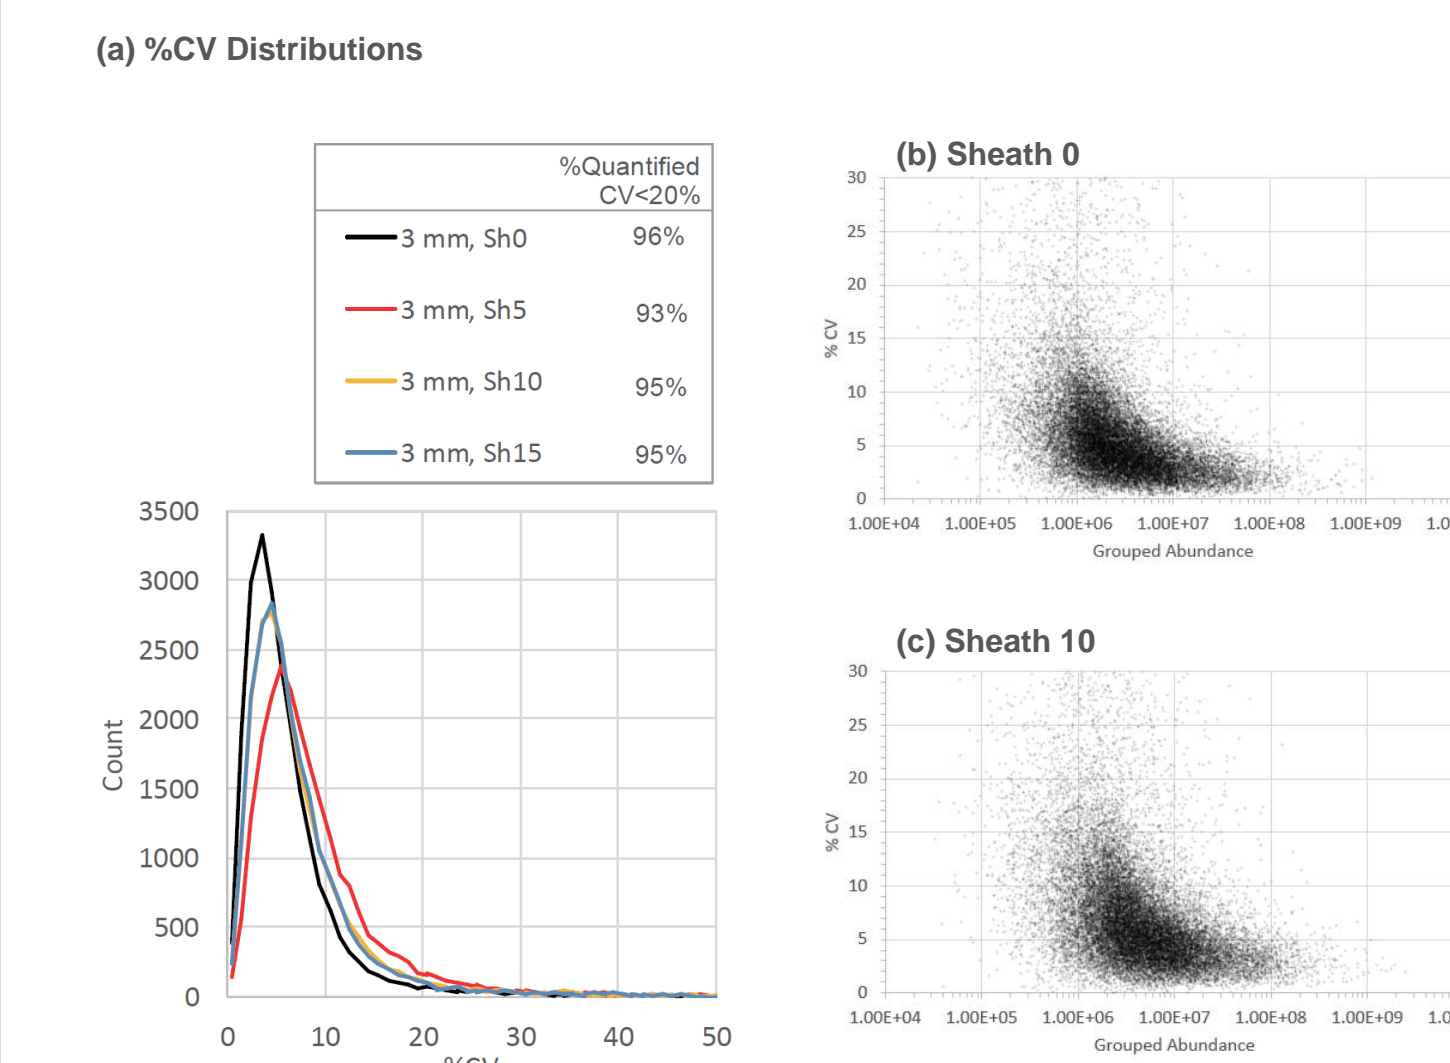 (a) %CV Distributions
%Quantified
CV<20%
3 mm, Sh0 96%
3 mm, Sh5 93%
3 mm, Sh10 95%
3 mm, Sh15 95%
3500
3000
2500
2000
1500
1000
500
0
Count
0 10 20 30 40 50
%CV
(b) Sheath 0
30
25
20
15
10
5
0
% CV
1.00E+04 1.00E+05 1.00E+06 1.00E+07 1.00E+08 1.00E+09 1.0
Grouped Abundance
(c) Sheath 10
30
25
20
15
10
5
0
% CV
1.00E+04 1.00E+05 1.00E+06 1.00E+07 1.00E+08 1.00E+09 1.0
Grouped Abundance